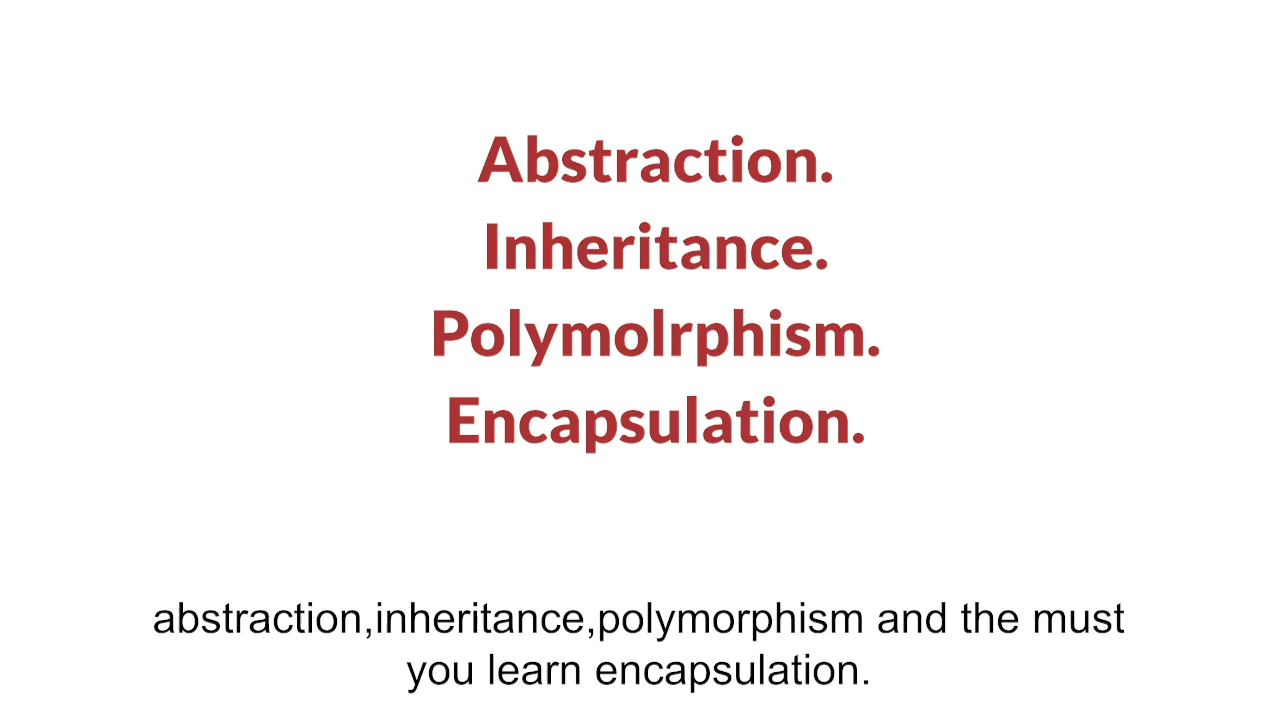 Abstraction.
Inheritance.
Polymolrphism.
Encapsulation.
abstraction,inheritance,polymorphism and the must
you learn encapsulation.